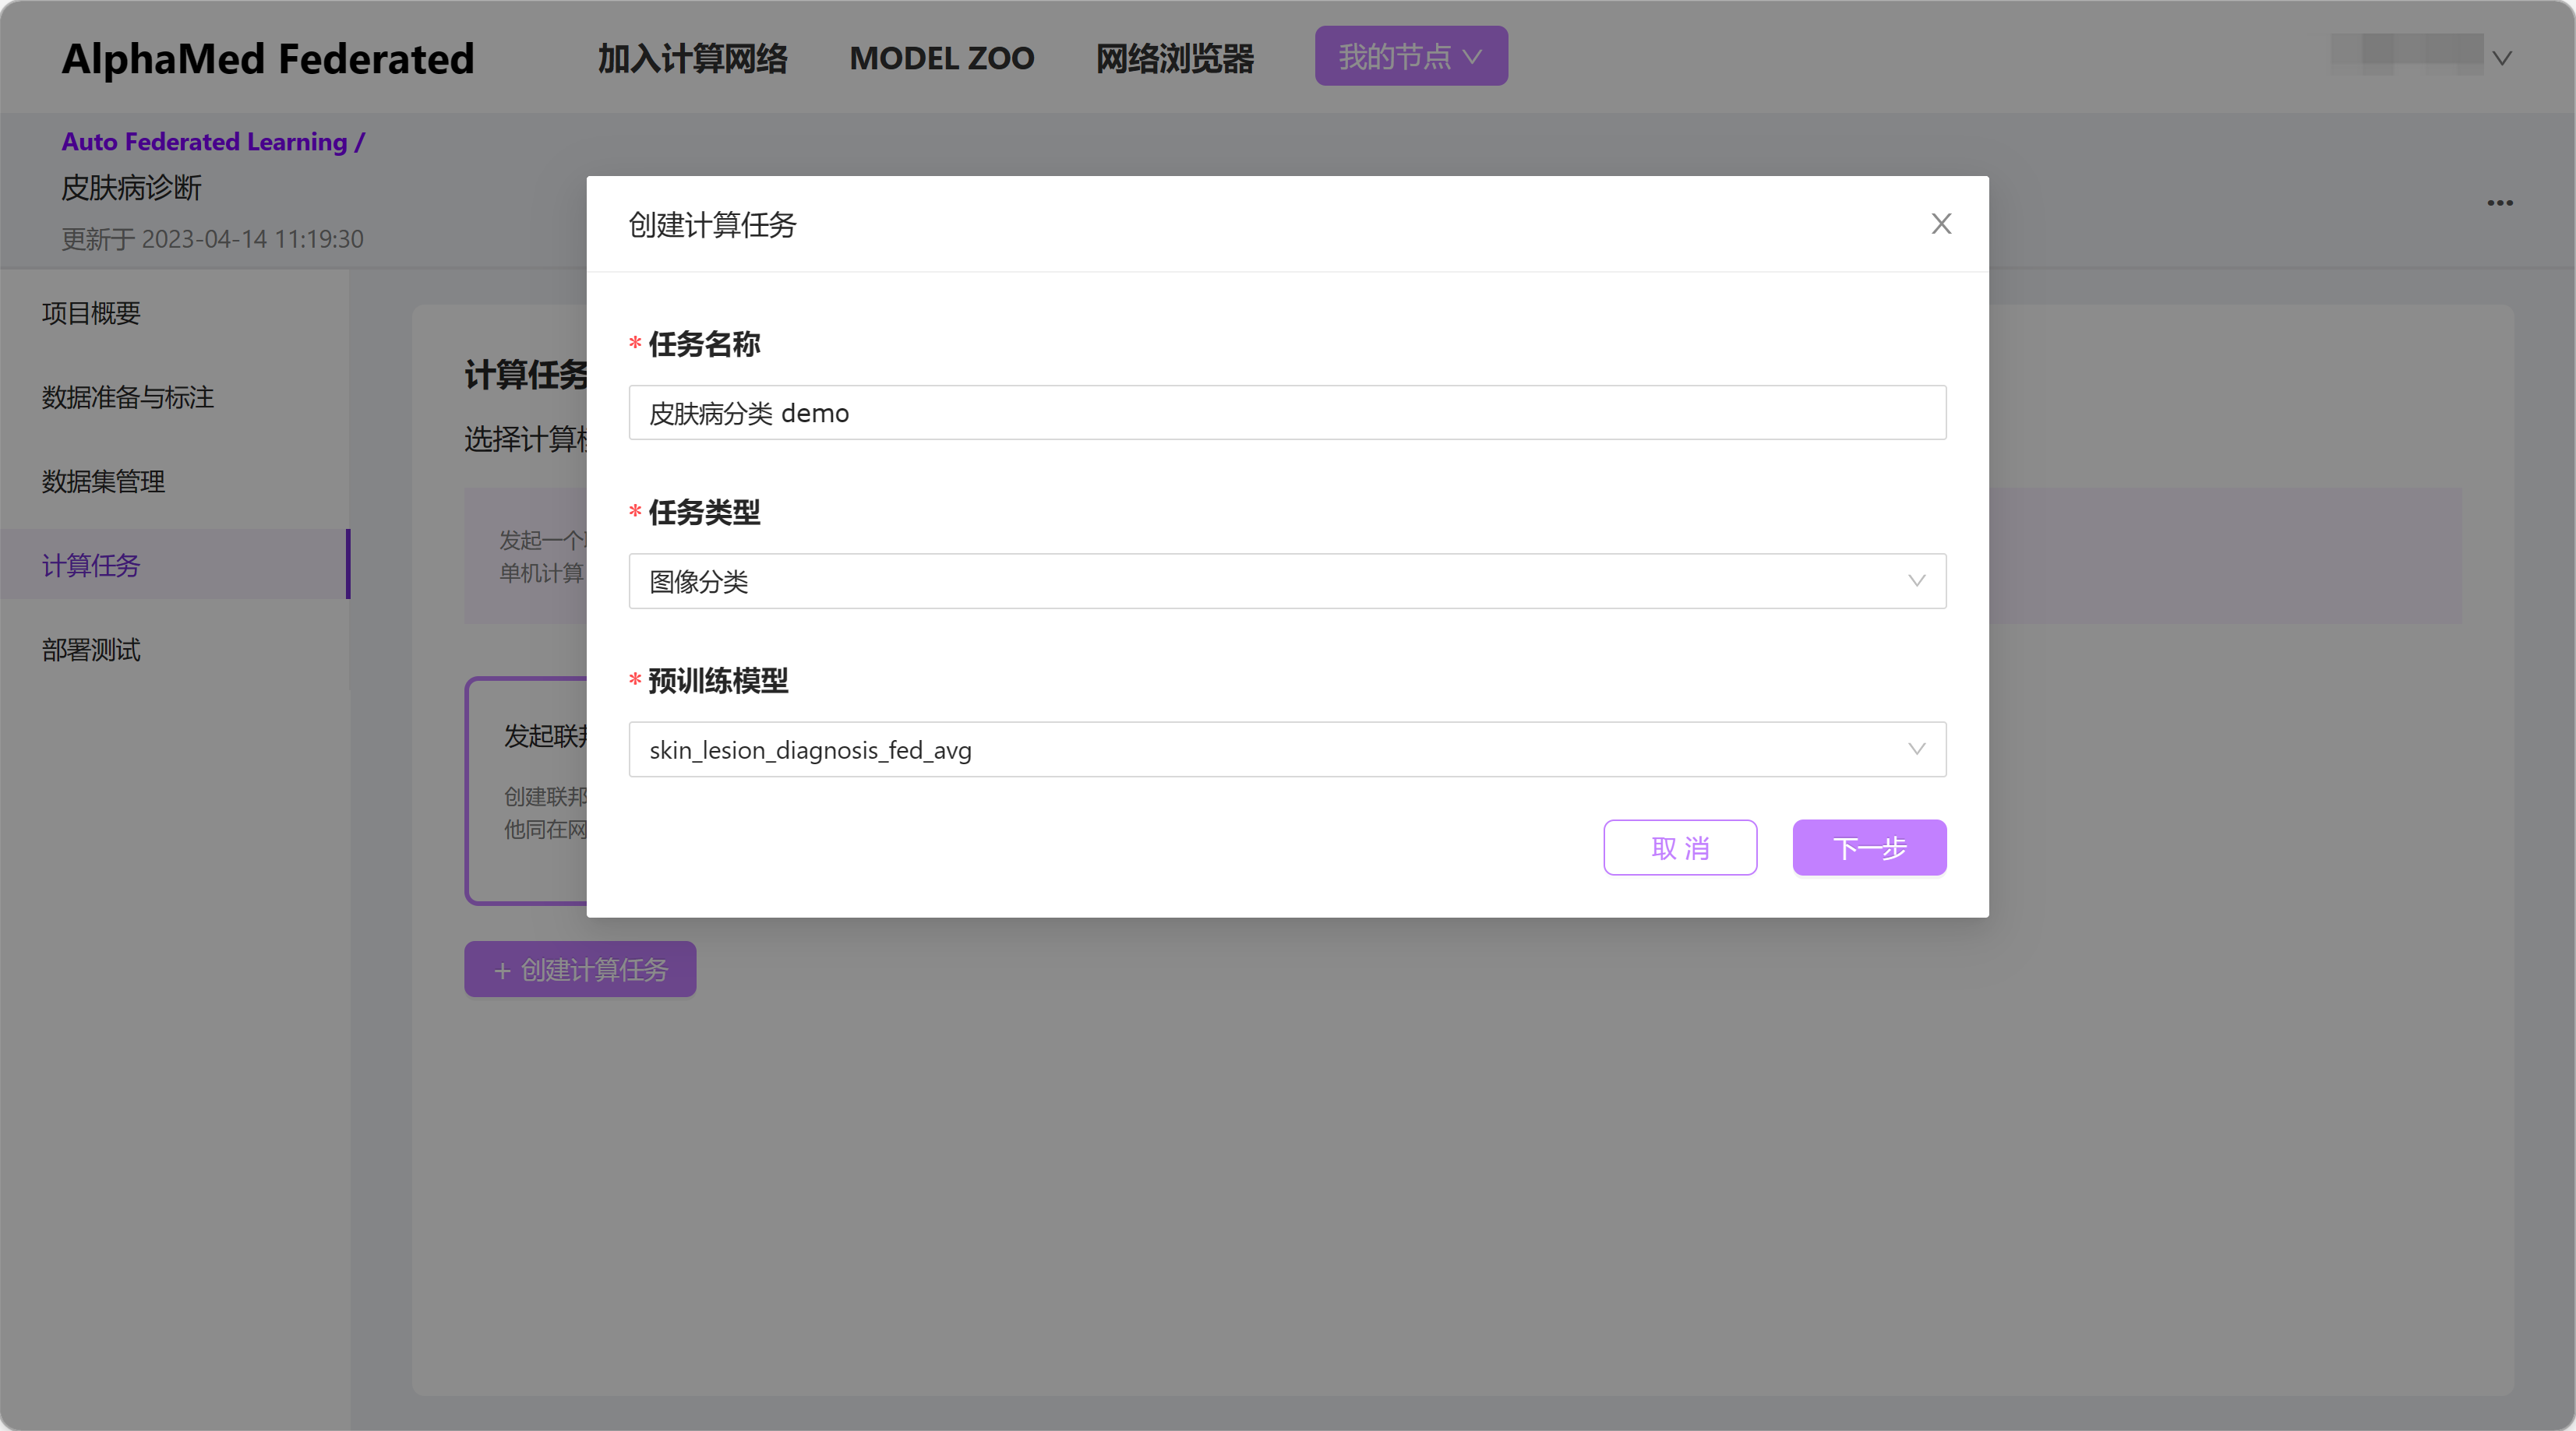 AlphaMed Federated
加入计算网络
MODEL ZOO
网络浏览器
我的节点
Auto Federated Learning /
皮肤病诊断
更新于 2023-04-14 11:19:30
项目概要
数据准备与标注
数据集管理
计算任务
部署测试
计算任务
选择计算
发起一个
单机计算
发起联
创建联邦
他同在网
+ 创建计算任务
创建计算任务
* 任务名称
皮肤病分类 demo
* 任务类型
图像分类
* 预训练模型
skin_lesion_diagnosis_fed_avg
取 消
下一步